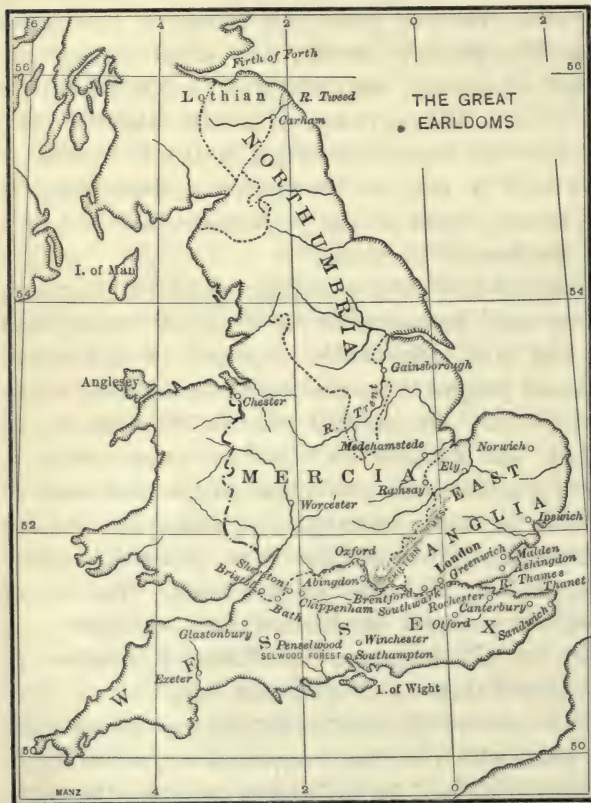 6
4
2
0
2
56
56
Firth of Forth
Lothian
R. Tweed
Carham
THE GREAT
EARLDOMS
NORTHUMBRIA
I. of Man
54
54
Gainsborough
Anglesey
Chester
R. Trent
Medehamstede
Norwich
Ely
MERCIA
Ramsay
EAST
ANGLIA
Worcester
52
52
Ipswich
Oxford
London
Greenwich
Malden
Ashingdon
Bristol
Abingdon
Brentford
Southwark
R. Thames
Thanet
Bath
Chippenham
Rochester
Canterbury
Otford
Sandwich
Glastonbury
WESSEX
Penselwood
Winchester
SELWOOD FOREST
Southampton
Exeter
I. of Wight
50
50
MANZ
4
2
0